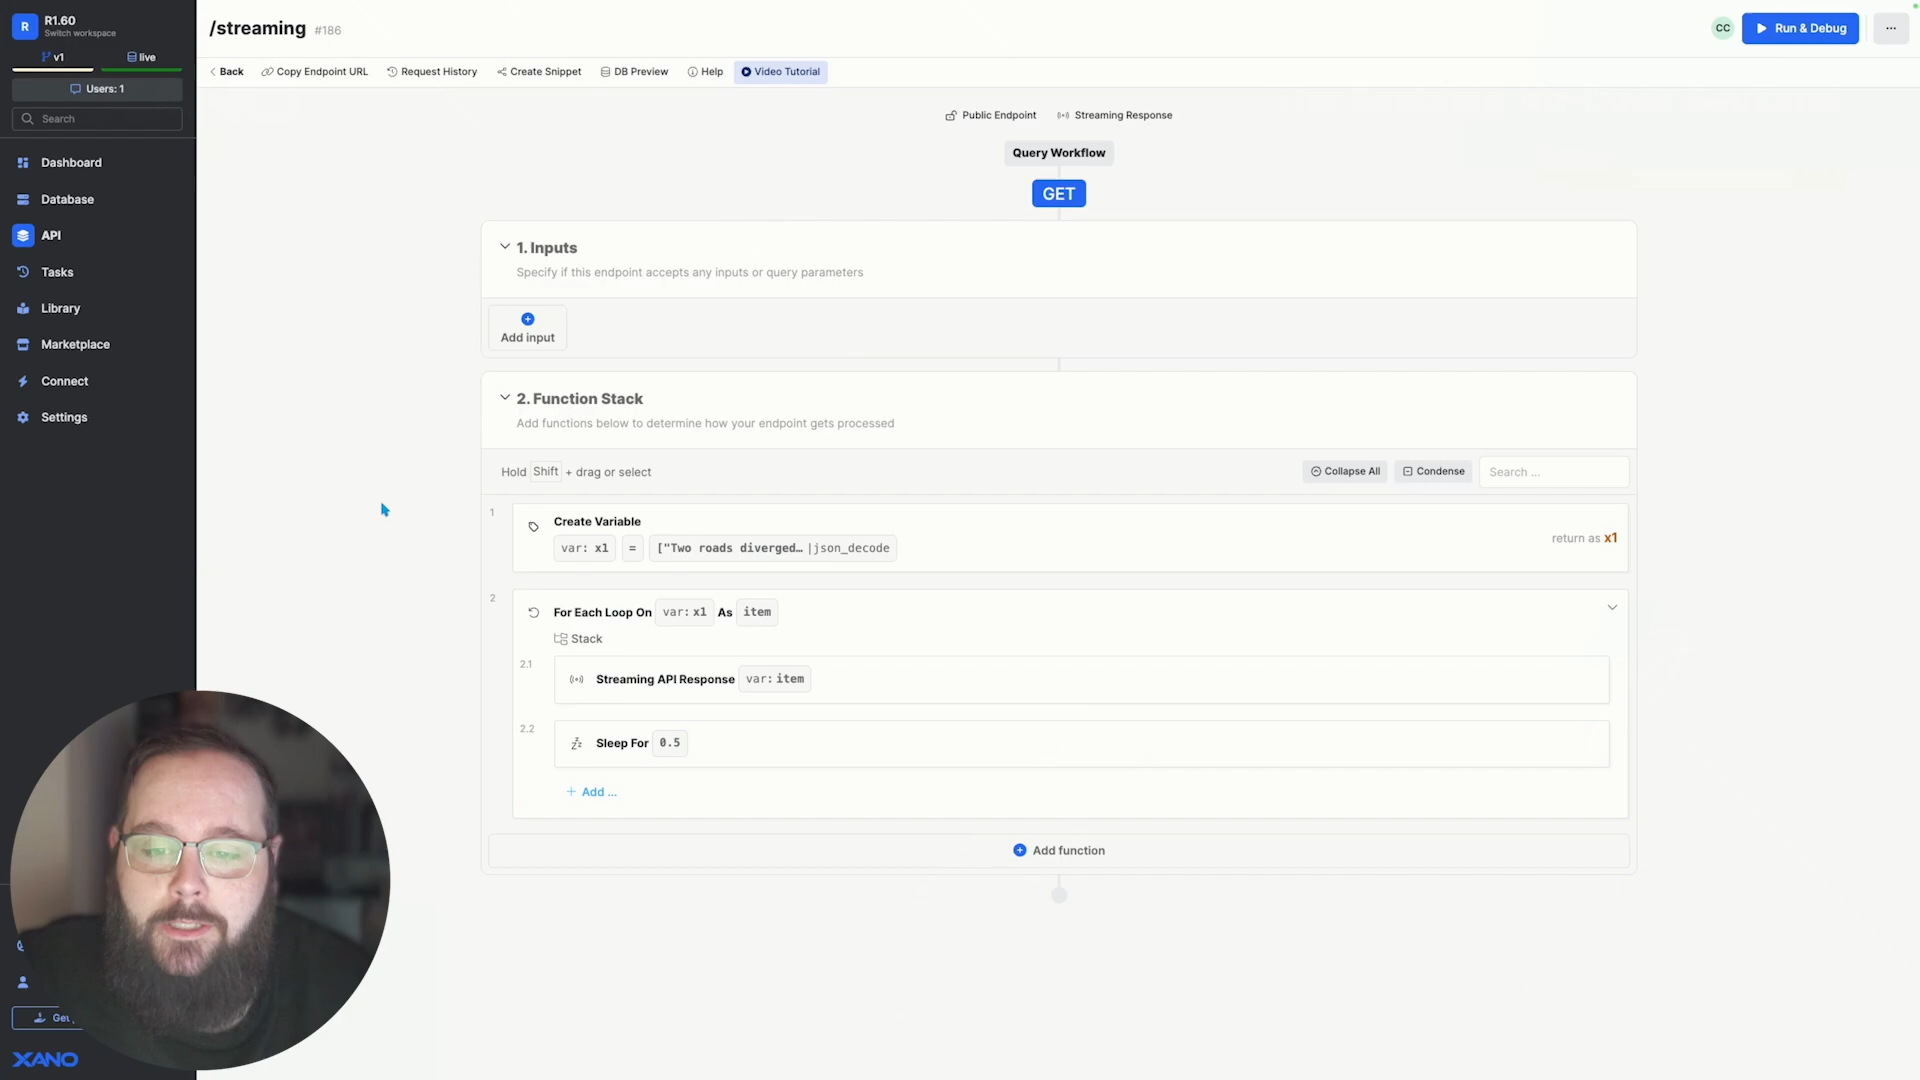 R
R1.60
Switch workspace
v1
live
Users: 1
Search
Dashboard
Database
API
Tasks
Library
Marketplace
Connect
Settings
XANO
/streaming #186
CC
Run & Debug
...
Back
Copy Endpoint URL
Request History
Create Snippet
DB Preview
Help
Video Tutorial
Public Endpoint
Streaming Response
Query Workflow
GET
1. Inputs
Specify if this endpoint accepts any inputs or query parameters
Add input
2. Function Stack
Add functions below to determine how your endpoint gets processed
Hold Shift + drag or select
Collapse All
Condense
Search ...
1
Create Variable
var: x1 = ["Two roads diverged… |json_decode
return as x1
2
For Each Loop On var: x1 As item
Stack
2.1
Streaming API Response var: item
2.2
Sleep For 0.5
+ Add ...
Add function